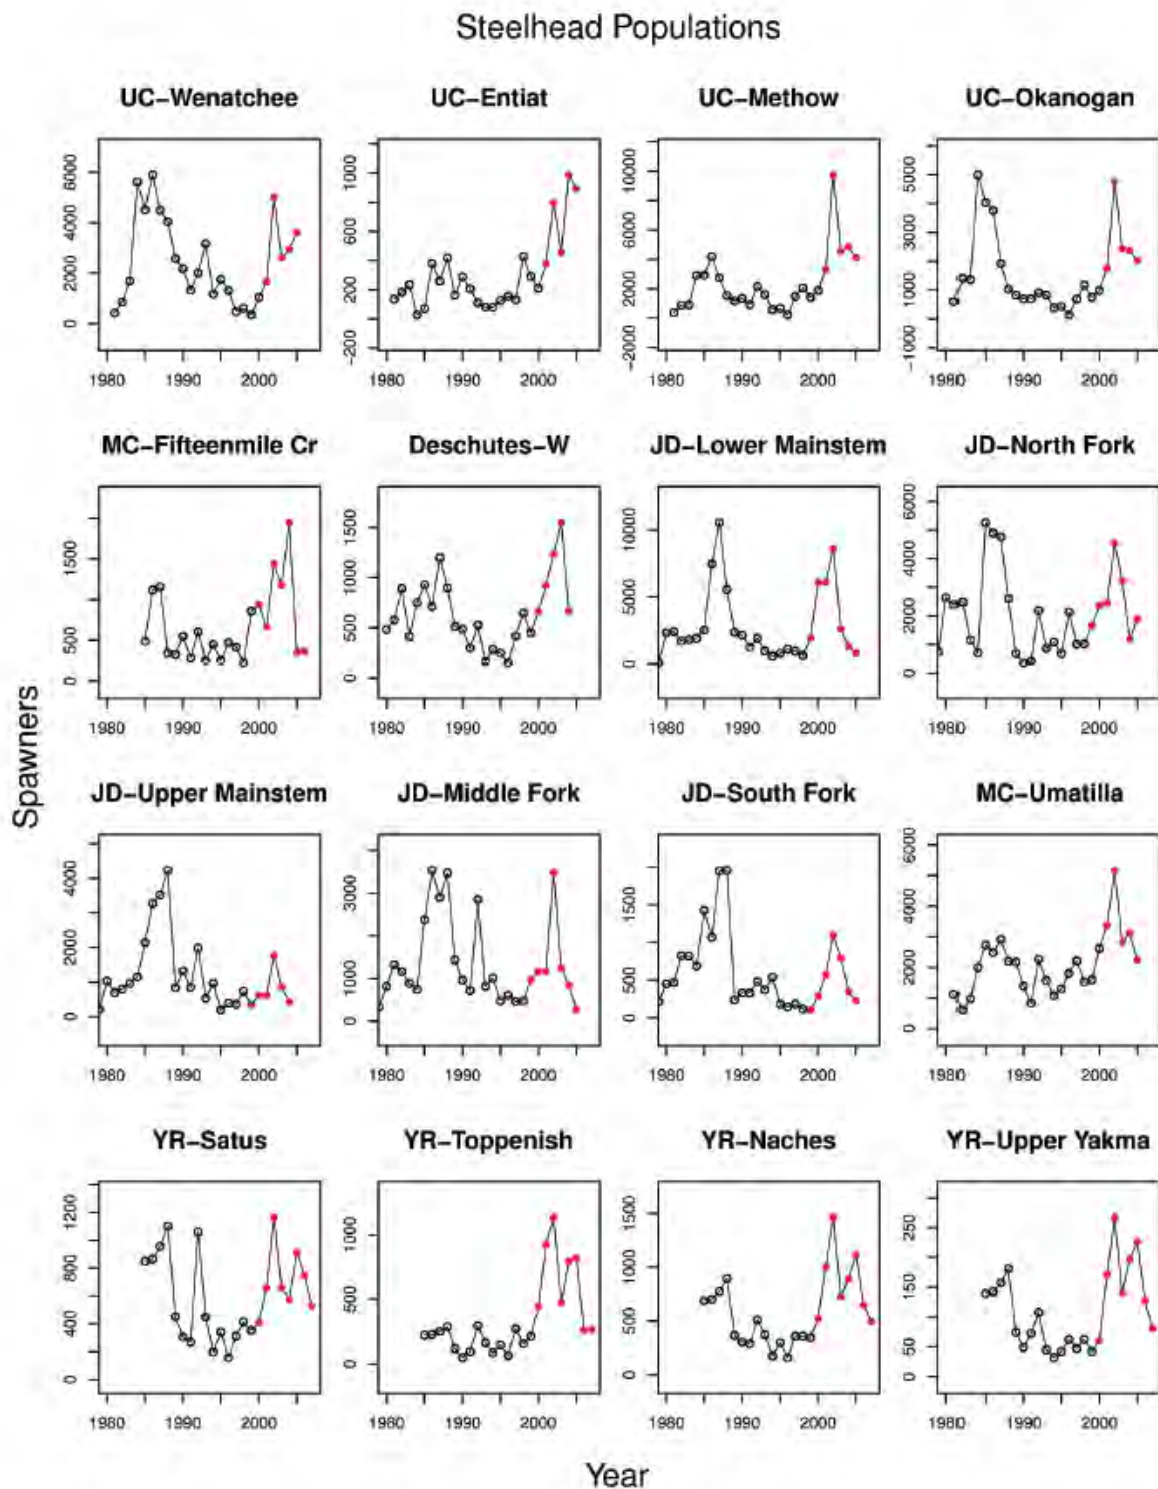 Steelhead Populations
UC-Wenatchee UC-Entiat UC-Methow UC-Okanogan
0 2000 4000 6000
-200 200 600 1000
-2000 2000 6000 10000
-1000 1000 3000 5000
1980 1990 2000 1980 1990 2000 1980 1990 2000 1980 1990 2000
MC-Fifteenmile Cr Deschutes-W JD-Lower Mainstem JD-North Fork
0 500 1500
0 500 1000 1500
0 5000 10000
0 2000 4000 6000
1980 1990 2000 1980 1990 2000 1980 1990 2000 1980 1990 2000
Spawners
JD-Upper Mainstem JD-Middle Fork JD-South Fork MC-Umatilla
0 2000 4000
0 1000 3000
0 500 1500
0 2000 4000 6000
1980 1990 2000 1980 1990 2000 1980 1990 2000 1980 1990 2000
YR-Satus YR-Toppenish YR-Naches YR-Upper Yakma
0 400 800 1200
0 500 1000
0 500 1000 1500
0 50 150 250
1980 1990 2000 1980 1990 2000 1980 1990 2000 1980 1990 2000
Year